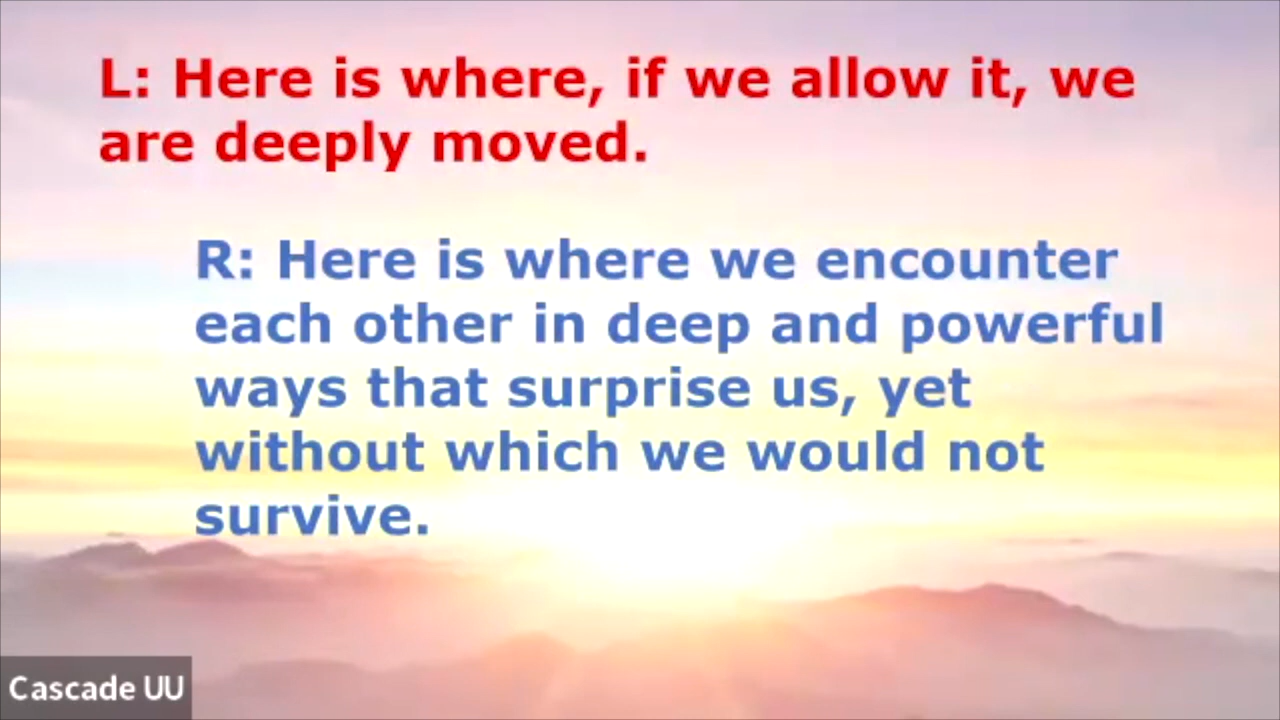 L: Here is where, if we allow it, we
are deeply moved.
R: Here is where we encounter
each other in deep and powerful
ways that surprise us, yet
without which we would not
survive.
Cascade UU